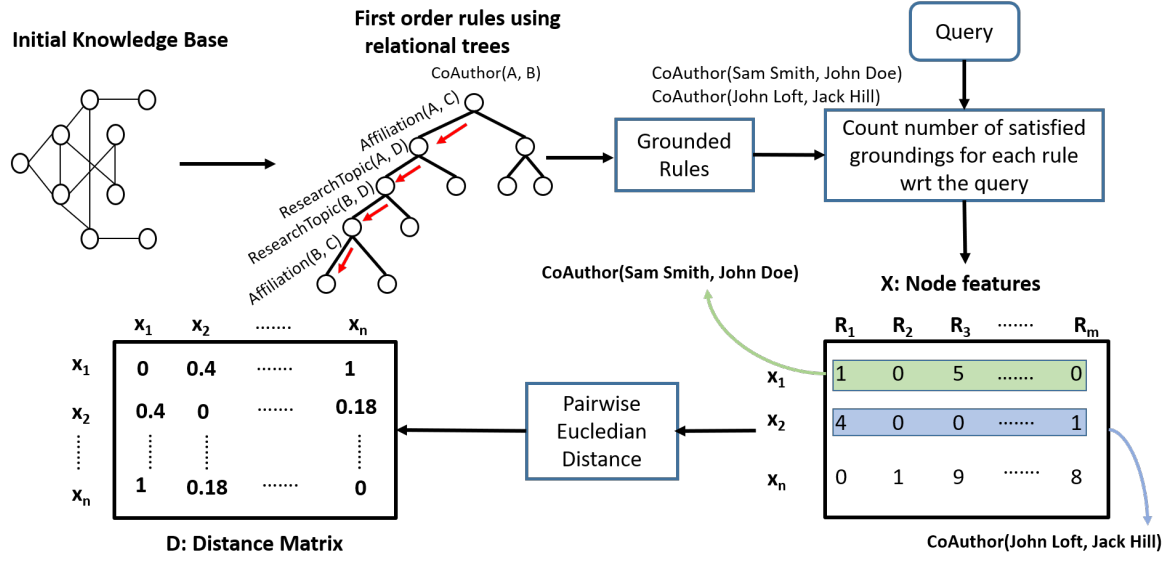 Initial Knowledge Base
First order rules using
relational trees
CoAuthor(A, B)
Affiliation(A, C)
ResearchTopic(A, D)
ResearchTopic(B, D)
Affiliation(B, C)
CoAuthor(Sam Smith, John Doe)
CoAuthor(John Loft, Jack Hill)
Grounded
Rules
Query
Count number of satisfied
groundings for each rule
wrt the query
CoAuthor(Sam Smith, John Doe)
X: Node features
R1 R2 R3 ....... Rm
x1 1 0 5 ....... 0
x2 4 0 0 ....... 1
xn 0 1 9 ....... 8
CoAuthor(John Loft, Jack Hill)
Pairwise
Eucledian
Distance
x1 x2 ....... xn
x1 0 0.4 ....... 1
x2 0.4 0 ....... 0.18
....... ....... ....... .......
xn 1 0.18 ....... 0
D: Distance Matrix